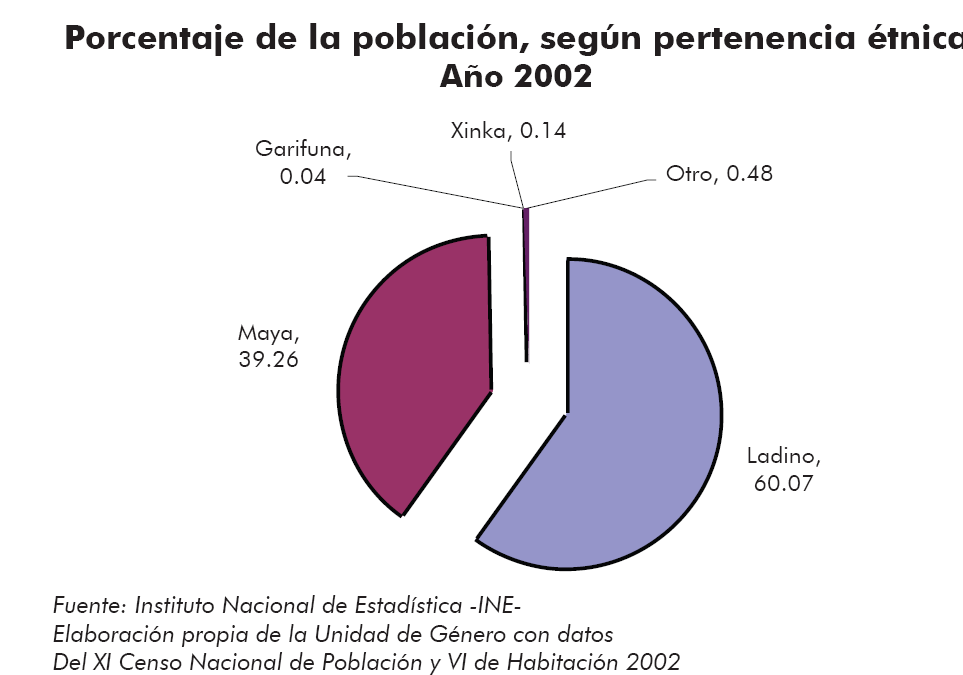 Porcentaje de la población, según pertenencia étnica
Año 2002
Xinka, 0.14
Garifuna,
0.04
Otro, 0.48
Maya,
39.26
Ladino,
60.07
Fuente: Instituto Nacional de Estadística -INE-
Elaboración propia de la Unidad de Género con datos
Del XI Censo Nacional de Población y VI de Habitación 2002